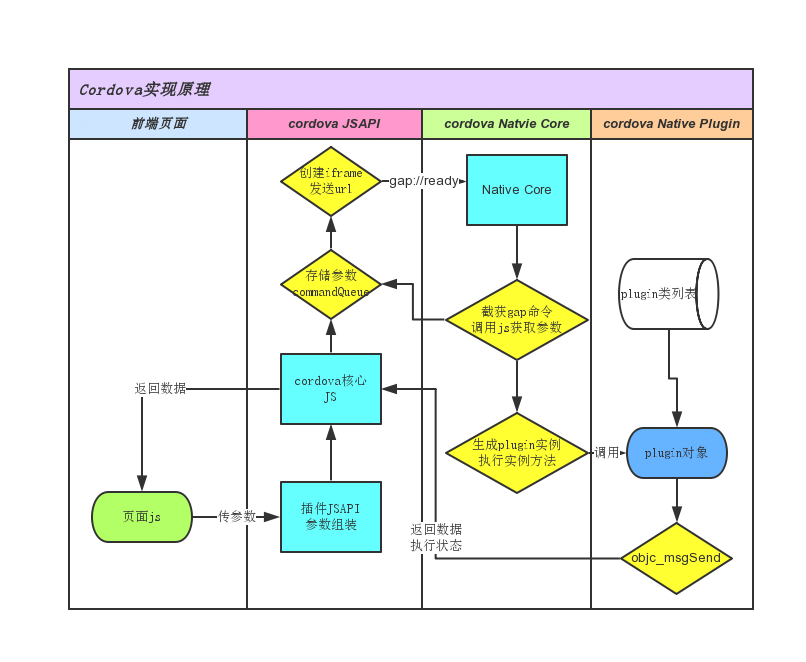 Cordova实现原理
前端页面
cordova JSAPI
cordova Natvie Core
cordova Native Plugin
创建iframe
发送url
gap://ready
Native Core
存储参数
commandQueue
截获gap命令
调用js获取参数
plugin类列表
cordova核心
JS
返回数据
生成plugin实例
执行实例方法
调用
plugin对象
页面js
传参数
插件JSAPI
参数组装
返回数据
执行状态
objc_msgSend